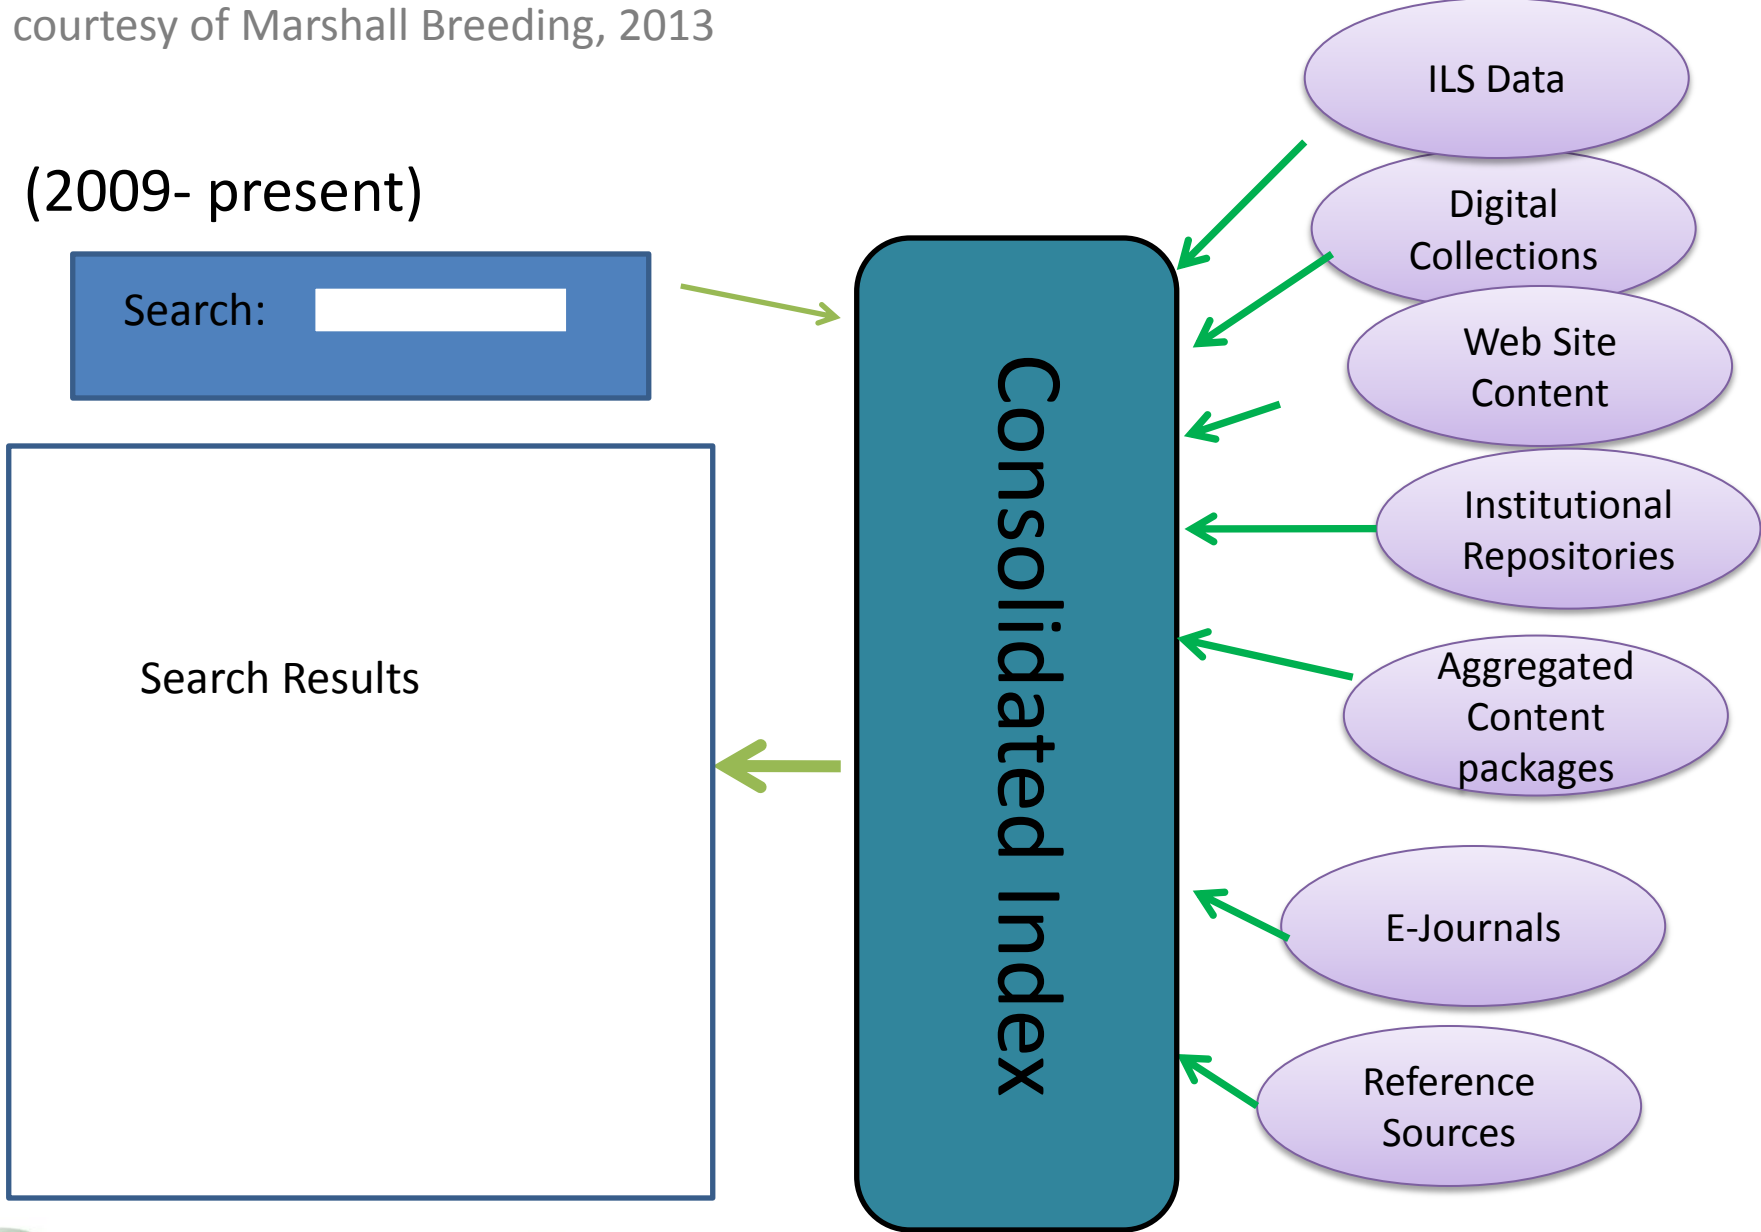 courtesy of Marshall Breeding, 2013
(2009- present)
Search:
Search Results
Consolidated Index
ILS Data
Digital
Collections
Web Site
Content
Institutional
Repositories
Aggregated
Content
packages
E-Journals
Reference
Sources